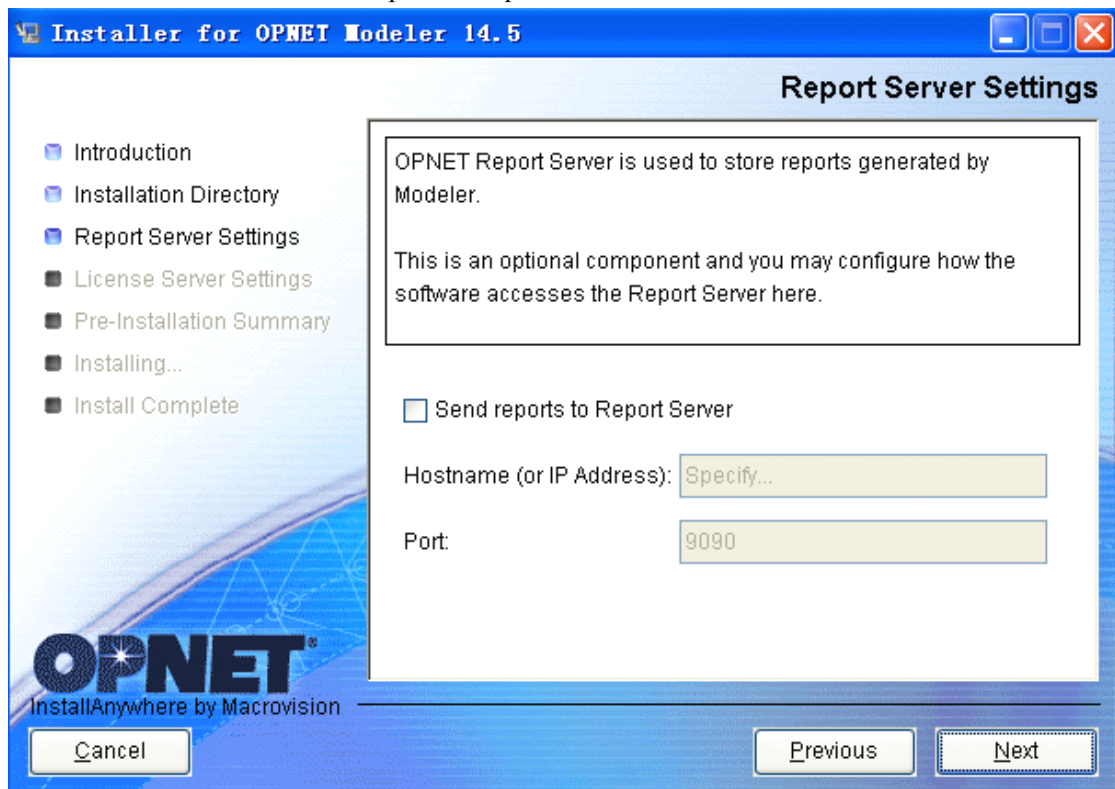 Installer for OPNET Modeler 14.5
Report Server Settings
Introduction
Installation Directory
Report Server Settings
License Server Settings
Pre-Installation Summary
Installing...
Install Complete
OPNET Report Server is used to store reports generated by
Modeler.
This is an optional component and you may configure how the
software accesses the Report Server here.
Send reports to Report Server
Hostname (or IP Address): Specify...
Port: 9090
OPNET®
InstallAnywhere by Macrovision
Cancel
Previous
Next